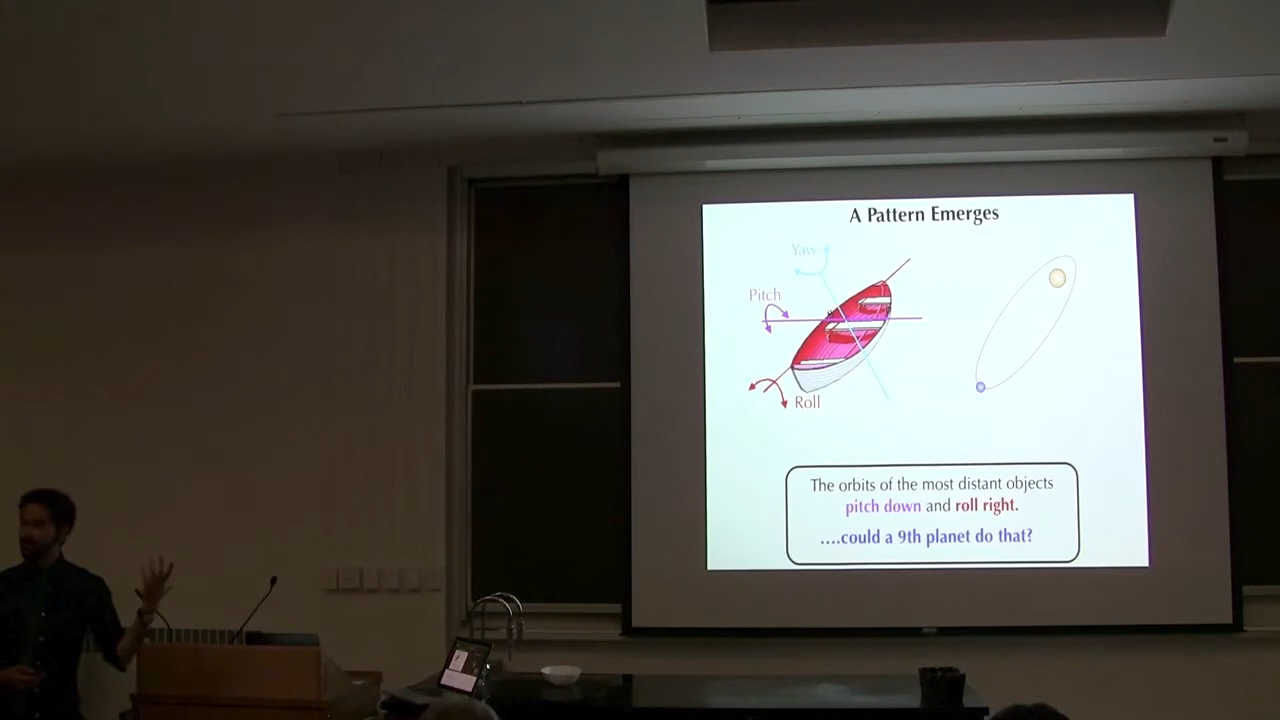 A Pattern Emerges
Yaw
Pitch
Roll
The orbits of the most distant objects
pitch down and roll right.
....could a 9th planet do that?